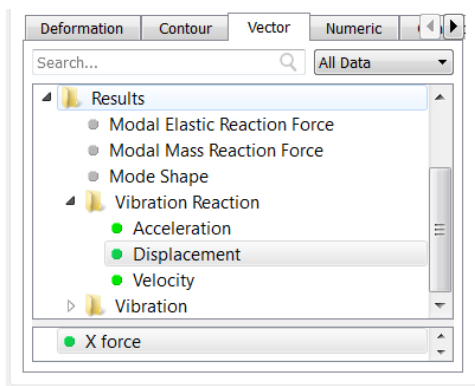 Deformation Contour Vector Numeric
Search... All Data
Results
Modal Elastic Reaction Force
Modal Mass Reaction Force
Mode Shape
Vibration Reaction
Acceleration
Displacement
Velocity
Vibration
X force